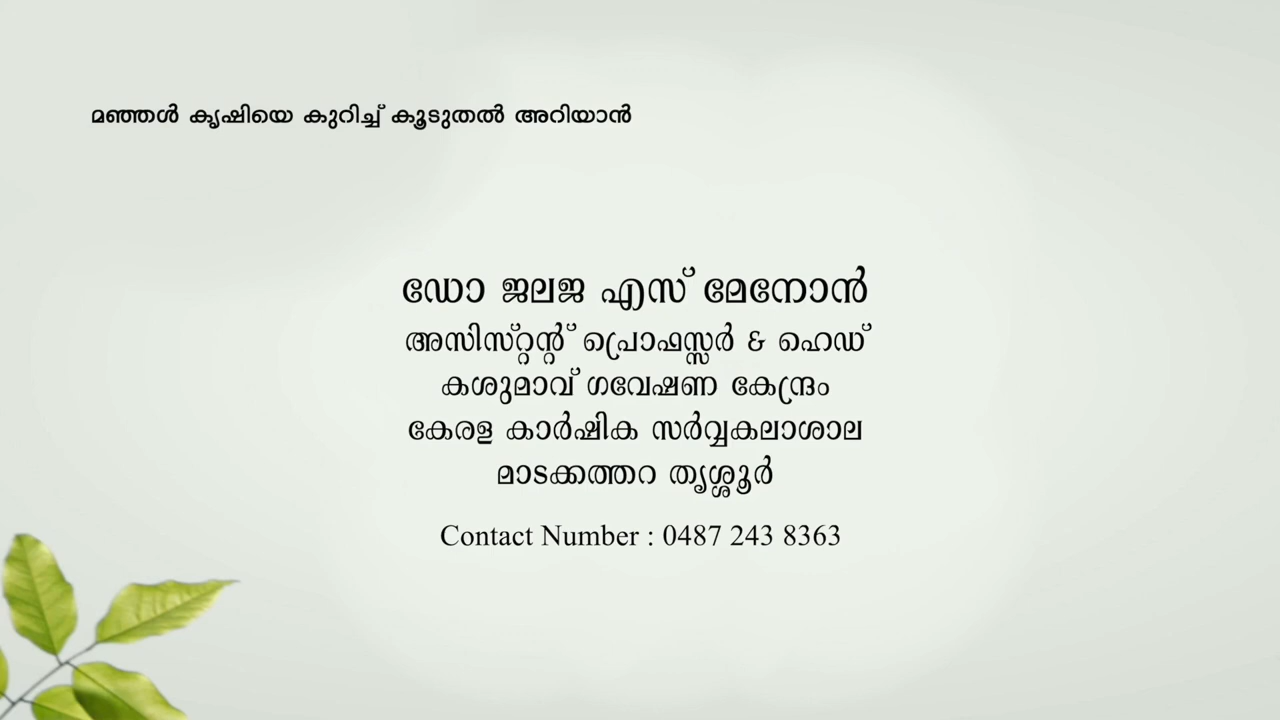 മഞ്ഞൾ കൃഷിയെ കുറിച്ച് കൂടുതൽ അറിയാൻ
ഡോ ജലജ എസ് മേനോൻ
അസിസ്റ്റന്റ് പ്രൊഫസ്സർ & ഹെഡ്
കശുമാവ് ഗവേഷണ കേന്ദ്രം
കേരള കാർഷിക സർവ്വകലാശാല
മാടക്കത്തറ തൃശ്ശൂർ
Contact Number : 0487 243 8363